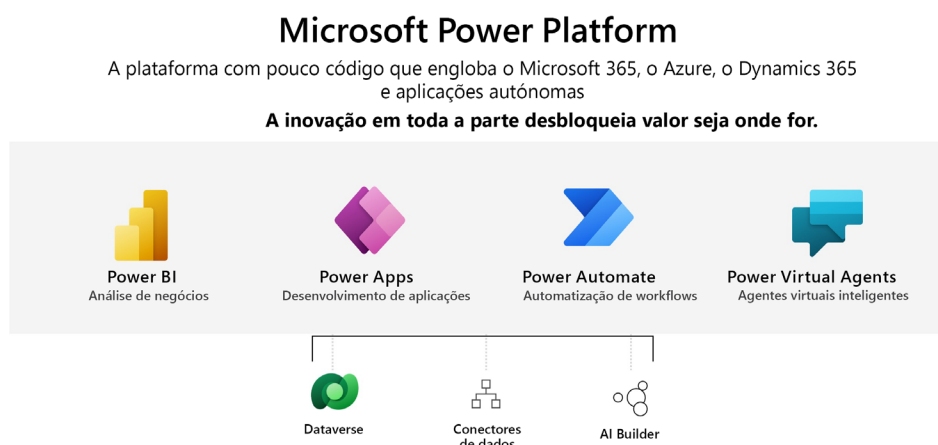 Microsoft Power Platform
A plataforma com pouco código que engloba o Microsoft 365, o Azure, o Dynamics 365
e aplicações autónomas
A inovação em toda a parte desbloqueia valor seja onde for.
Power BI
Análise de negócios
Power Apps
Desenvolvimento de aplicações
Power Automate
Automatização de workflows
Power Virtual Agents
Agentes virtuais inteligentes
Dataverse
Conectores
de dados
AI Builder